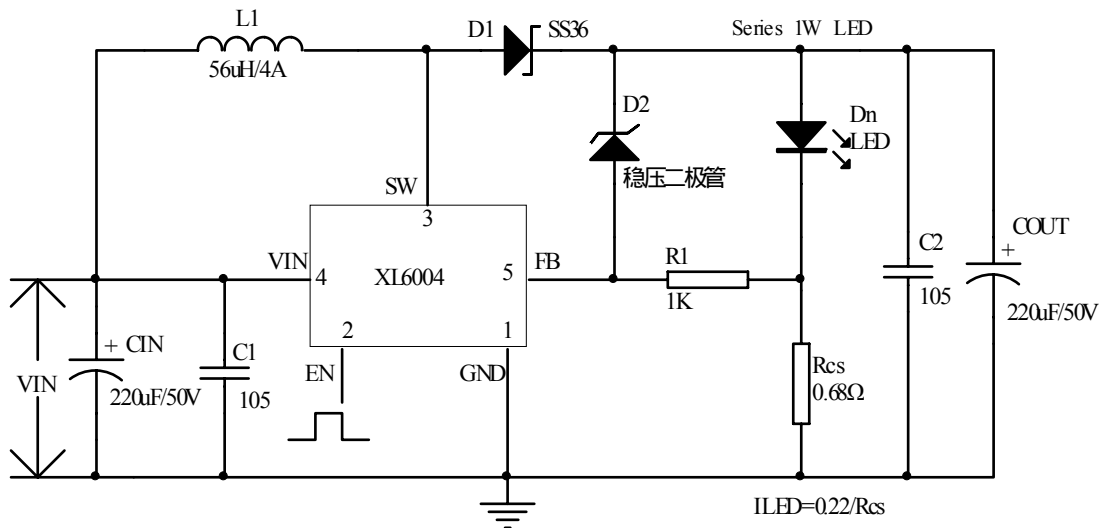 L1
56uH/4A
D1
SS36
Series 1W LED
D2
稳压二极管
Dn
LED
SW
3
VIN
4
XL6004
5
FB
R1
1K
C2
105
COUT
+
220uF/50V
2
1
EN
GND
VIN
+ CIN
220uF/50V
C1
105
Rcs
0.68Ω
ILED=0.22/Rcs